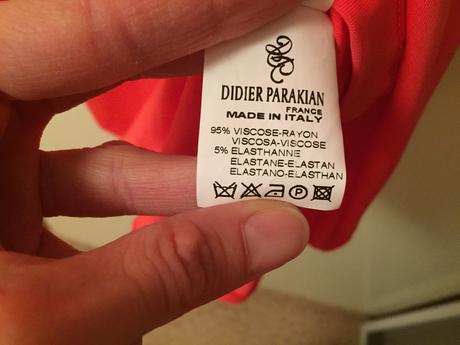 DIDIER PARAKIAN
FRANCE
MADE IN ITALY
95% VISCOSE-RAYON
VISCOSA-VISCOSE
5% ELASTHANNE
ELASTANE-ELASTAN
ELASTANO-ELASTHAN
P